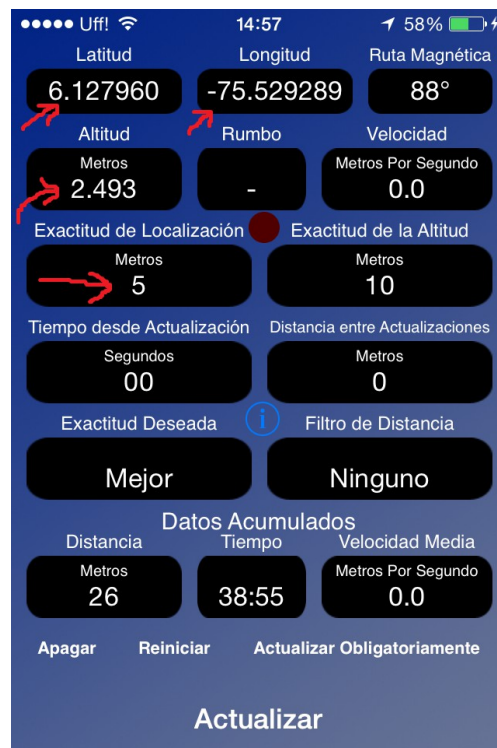 Uff! 14:57 58%
Latitud Longitud Ruta Magnética
6.127960 -75.529289 88°
Altitud Rumbo Velocidad
Metros Metros Por Segundo
2.493 - 0.0
Exactitud de Localización Exactitud de la Altitud
Metros Metros
5 10
Tiempo desde Actualización Distancia entre Actualizaciones
Segundos Metros
00 0
Exactitud Deseada i Filtro de Distancia
Mejor Ninguno
Datos Acumulados
Distancia Tiempo Velocidad Media
Metros Metros Por Segundo
26 38:55 0.0
Apagar Reiniciar Actualizar Obligatoriamente
Actualizar